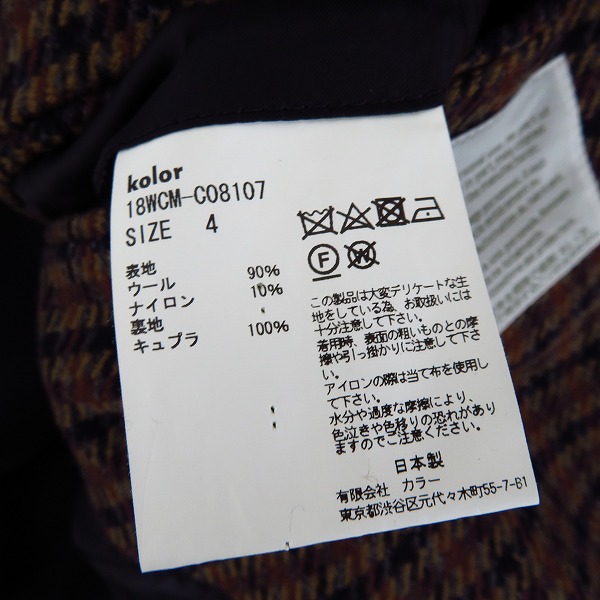 kolor
18WCM-C08107
SIZE 4
表地
ウール 90%
ナイロン 10%
裏地
キュプラ 100%
P W
この製品は大変デリケートな生
地をしている為、お取扱いには
十分注意して下さい。
着用時、表面の粗いものとの摩
擦や引っ掛かりに注意して下さ
い。
アイロンの際は当て布を使用し
て下さい。
水分や過度な摩擦により、
色泣きや色移りの恐れがあり
ますのでご注意ください。
日本製
有限会社 カラー
東京都渋谷区元代々木町55-7-B1